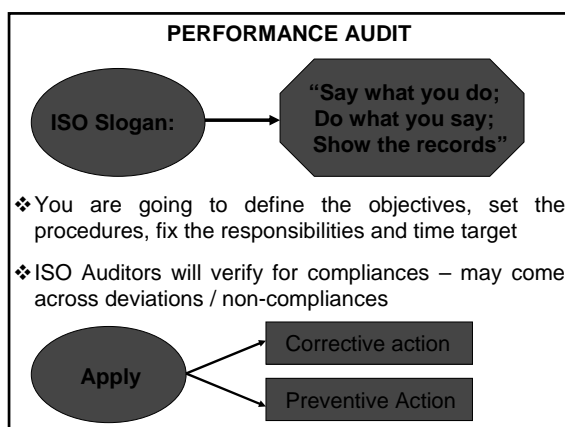 PERFORMANCE AUDIT
ISO Slogan:
“Say what you do;
Do what you say;
Show the records”
❖You are going to define the objectives, set the
procedures, fix the responsibilities and time target
❖ISO Auditors will verify for compliances – may come
across deviations / non-compliances
Apply
Corrective action
Preventive Action